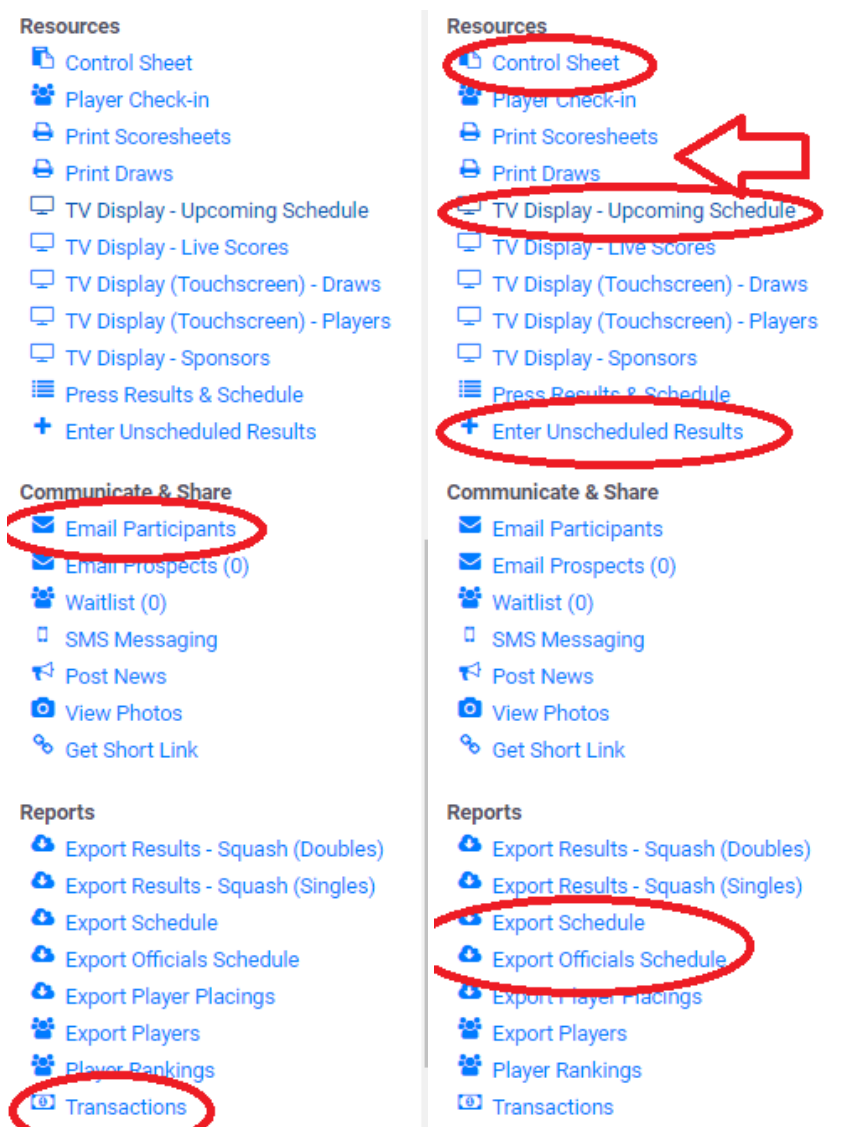 Resources
Control Sheet
Player Check-in
Print Scoresheets
Print Draws
TV Display - Upcoming Schedule
TV Display - Live Scores
TV Display (Touchscreen) - Draws
TV Display (Touchscreen) - Players
TV Display - Sponsors
Press Results & Schedule
Enter Unscheduled Results
Communicate & Share
Email Participants
Email Prospects (0)
Waitlist (0)
SMS Messaging
Post News
View Photos
Get Short Link
Reports
Export Results - Squash (Doubles)
Export Results - Squash (Singles)
Export Schedule
Export Officials Schedule
Export Player Placings
Export Players
Player Rankings
Transactions
Resources
Control Sheet
Player Check-in
Print Scoresheets
Print Draws
TV Display - Upcoming Schedule
TV Display - Live Scores
TV Display (Touchscreen) - Draws
TV Display (Touchscreen) - Players
TV Display - Sponsors
Press Results & Schedule
Enter Unscheduled Results
Communicate & Share
Email Participants
Email Prospects (0)
Waitlist (0)
SMS Messaging
Post News
View Photos
Get Short Link
Reports
Export Results - Squash (Doubles)
Export Results - Squash (Singles)
Export Schedule
Export Officials Schedule
Export Player Placings
Export Players
Player Rankings
Transactions